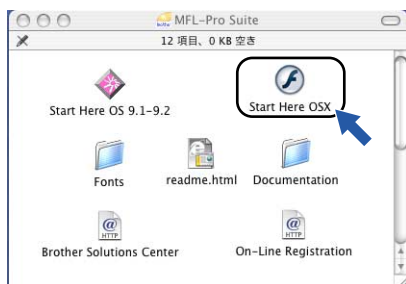 MFL-Pro Suite
12 項目、0 KB 空き
Start Here OS 9.1-9.2
Start Here OSX
Fonts
readme.html
Documentation
@
HTTP
@
HTTP
Brother Solutions Center
On-Line Registration